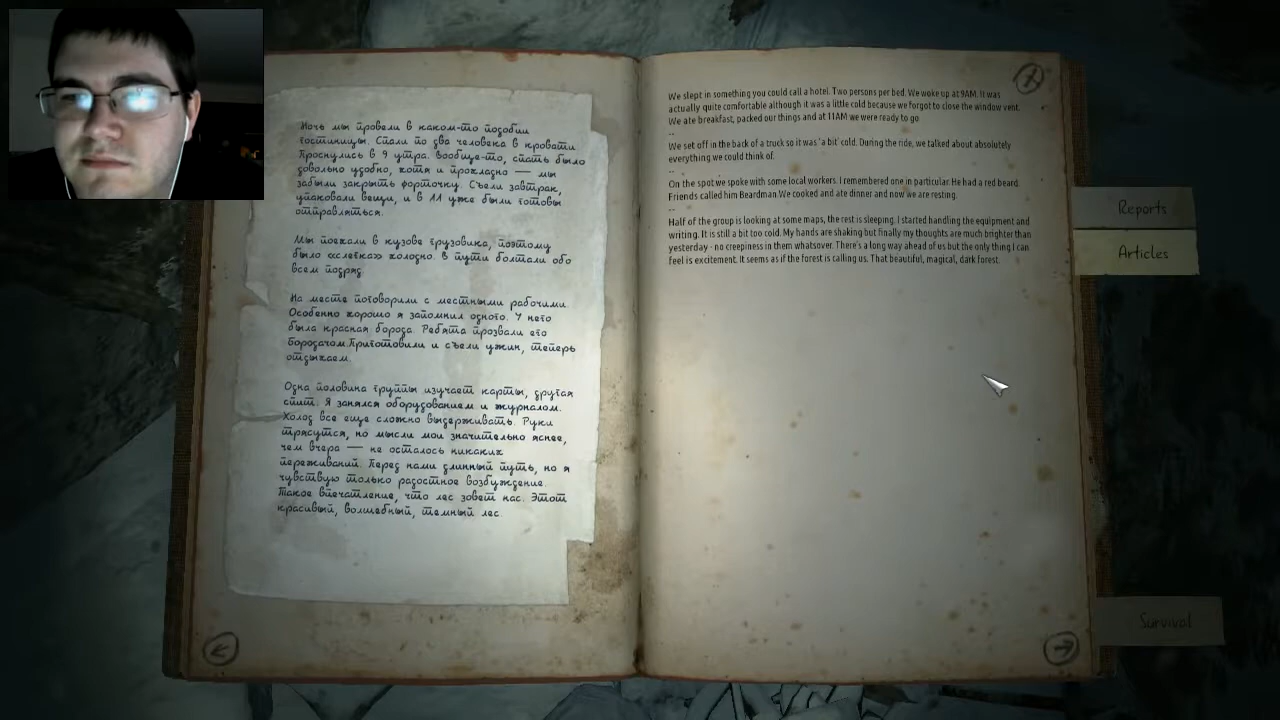 Ночь мы провели в каком-то подобии
гостиницы. Спали по два человека в кровати
Проснулись в 9 утра. Вообще-то, спать было
довольно удобно, хотя и прохладно — мы
забыли закрыть форточку. Съели завтрак,
упаковали вещи, и в 11 уже были готовы
отправляться.
Мы поехали в кузове грузовика, поэтому
было «слегка» холодно. В пути болтали обо
всем подряд
На месте поговорили с местными рабочими.
Особенно хорошо я запомнил одного. У него
была красная борода. Ребята прозвали его
бородачом.Приготовили и съели ужин, теперь
отдыхаем.
Одна половина группы изучает карты, другая
спит. Я занялся оборудованием и журналом.
Холод все еще сложно выдерживать. Руки
трясутся, но мысли мои значительно яснее,
чем вчера — не осталось никаких
переживаний. Перед нами длинный путь, но я
чувствую только радостное возбуждение.
Такое впечатление, что лес зовет нас. Этот
красивый, волшебный, темный лес.
We slept in something you could call a hotel. Two persons per bed. We woke up at 9AM. It was
actually quite comfortable although it was a little cold because we forgot to close the window vent.
We ate breakfast, packed our things and at 11AM we were ready to go
--
We set off in the back of a truck so it was 'a bit' cold. During the ride, we talked about absolutely
everything we could think of.
--
On the spot we spoke with some local workers. I remembered one in particular. He had a red beard.
Friends called him Beardman.We cooked and ate dinner and now we are resting.
--
Half of the group is looking at some maps, the rest is sleeping. I started handling the equipment and
writing. It is still a bit too cold. My hands are shaking but finally my thoughts are much brighter than
yesterday - no creepiness in them whatsover. There's a long way ahead of us but the only thing I can
feel is excitement. It seems as if the forest is calling us. That beautiful, magical, dark forest.
Reports
Articles
Survival